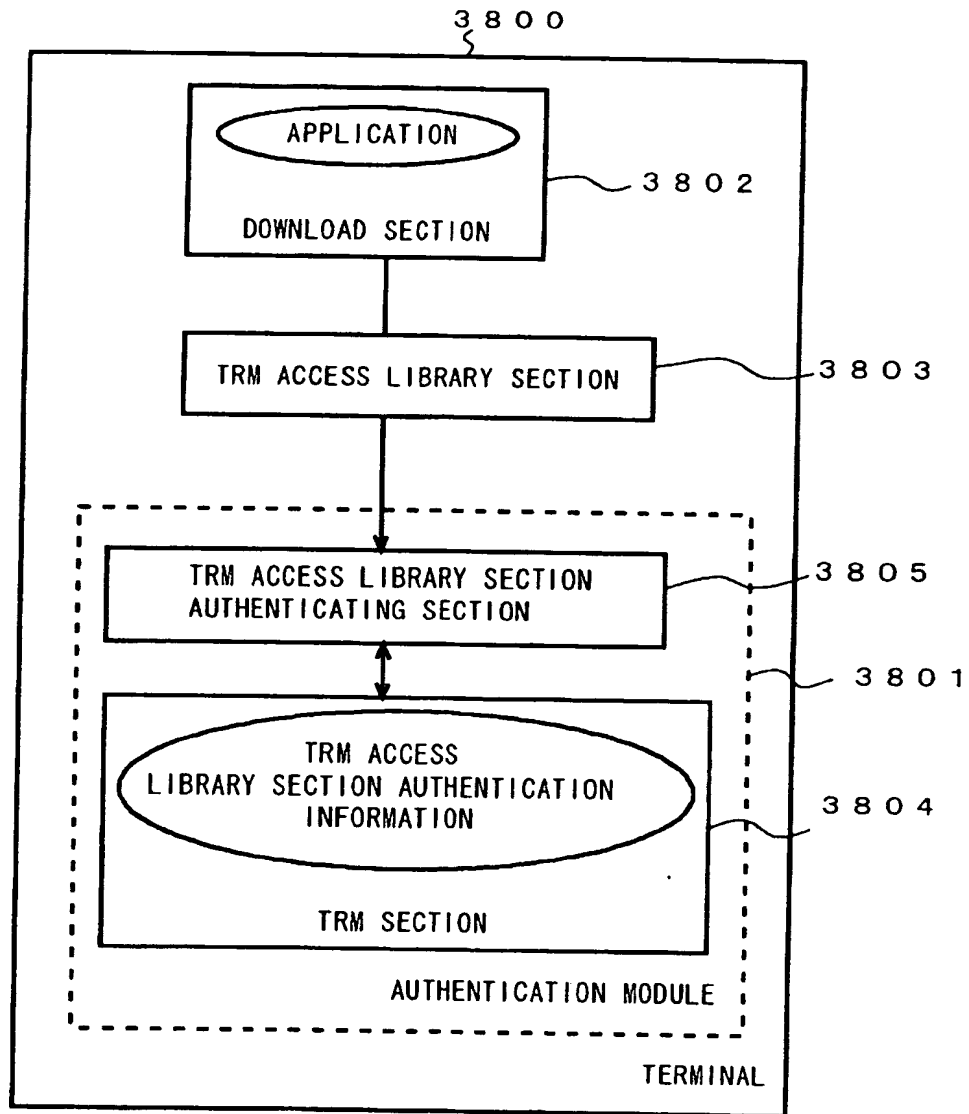 3800
APPLICATION
3802
DOWNLOAD SECTION
TRM ACCESS LIBRARY SECTION
3803
TRM ACCESS LIBRARY SECTION
AUTHENTICATING SECTION
3805
3801
TRM ACCESS
LIBRARY SECTION AUTHENTICATION
INFORMATION
3804
TRM SECTION
AUTHENTICATION MODULE
TERMINAL